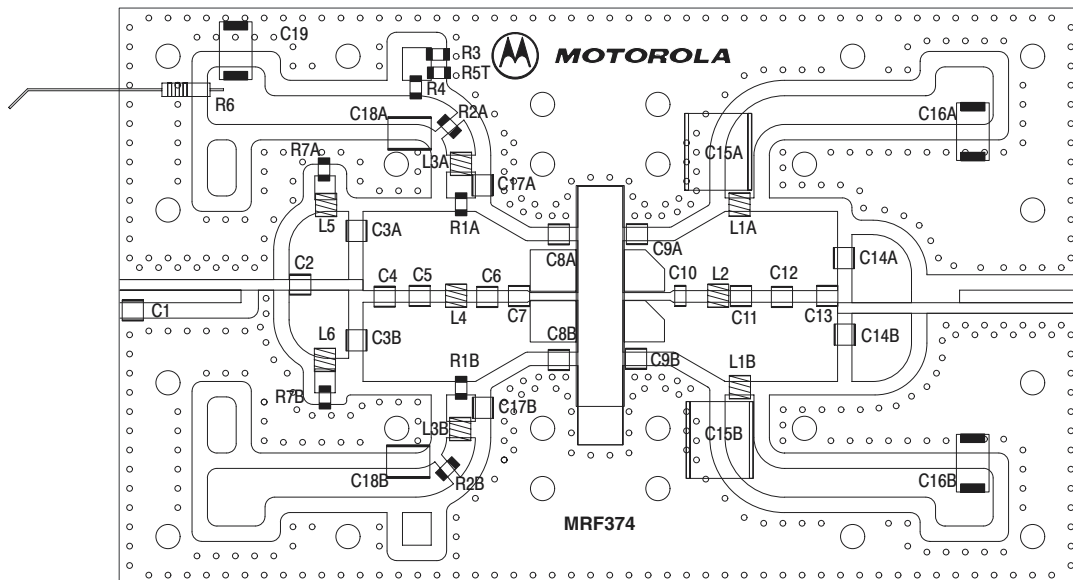 C19
R3
MOTOROLA
R5T
R4
R6
C18A
R2A
C16A
R7A
L3A
C15A
C17A
L5
R1A
L1A
C3A
C8A
C9A
C14A
C2
C4
C5
C6
C10
L2
C12
C1
L4
C7
C11
C13
L6
C3B
C14B
R1B
C8B
C9B
L1B
R7B
C17B
L3B
C15B
C18B
R2B
C16B
MRF374